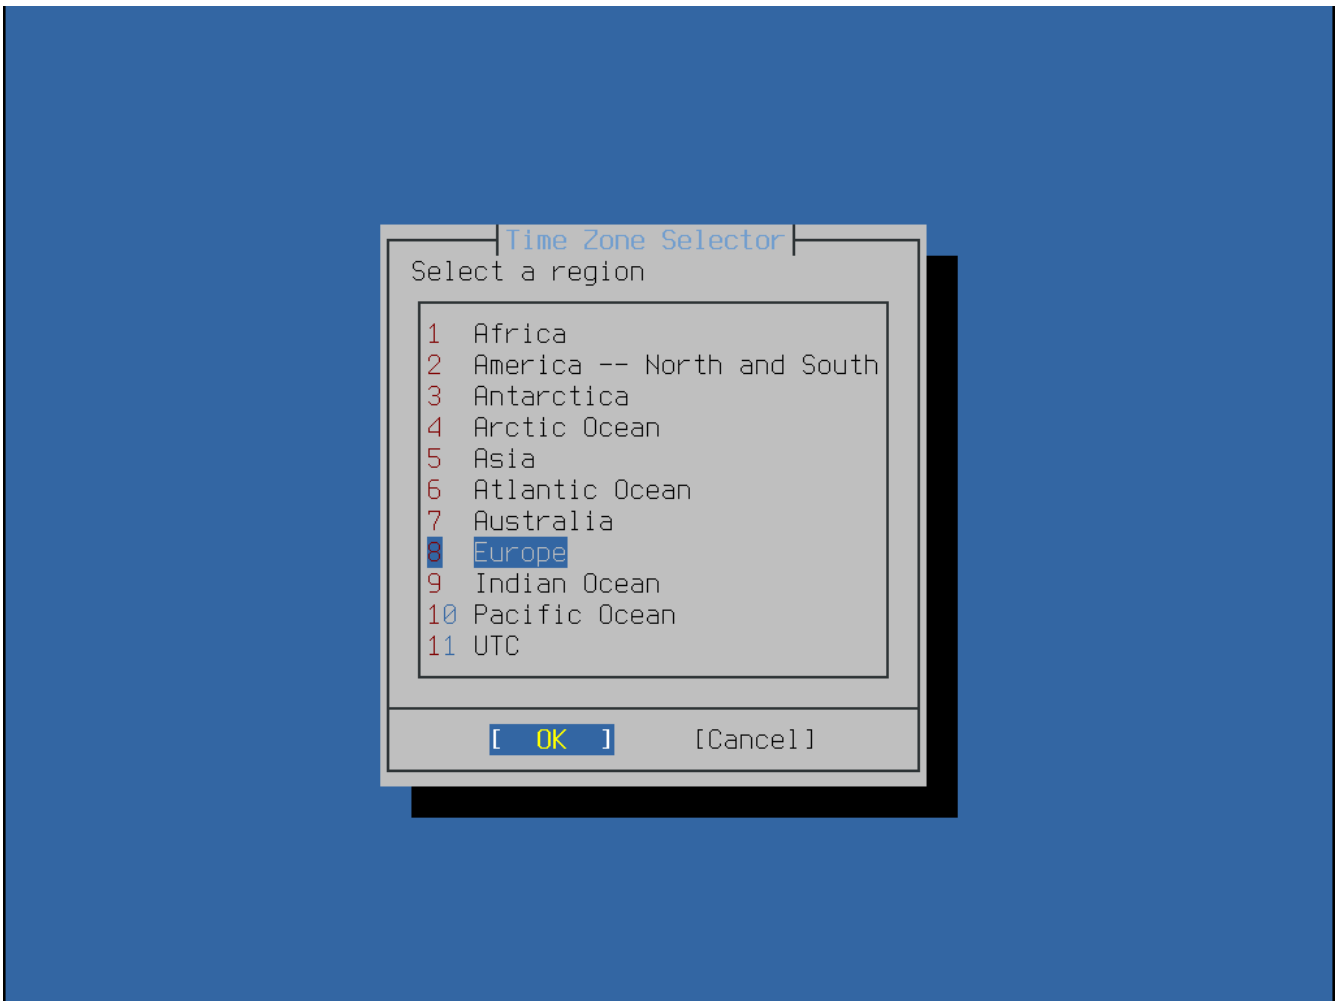 Time Zone Selector
Select a region
1 Africa
2 America -- North and South
3 Antarctica
4 Arctic Ocean
5 Asia
6 Atlantic Ocean
7 Australia
8 Europe
9 Indian Ocean
10 Pacific Ocean
11 UTC
[ OK ] [Cancel]